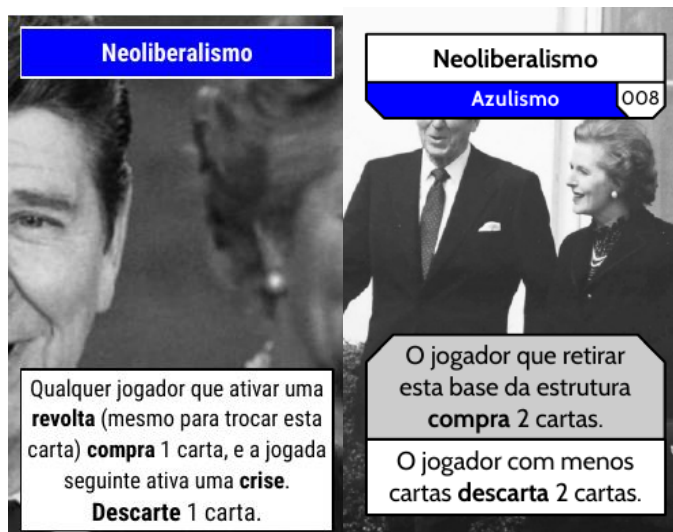 Neoliberalismo
Qualquer jogador que ativar uma
revolta (mesmo para trocar esta
carta) compra 1 carta, e a jogada
seguinte ativa uma crise.
Descarte 1 carta.
Neoliberalismo
Azulismo
008
O jogador que retirar
esta base da estrutura
compra 2 cartas.
O jogador com menos
cartas descarta 2 cartas.